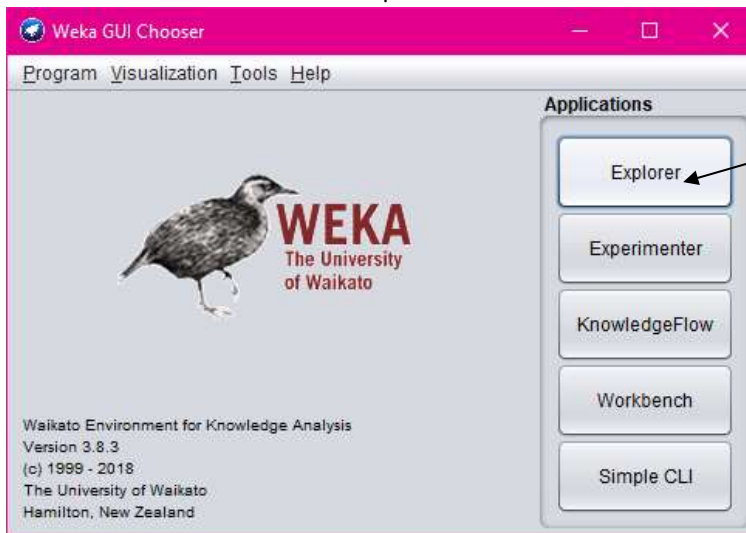 Weka GUI Chooser
Program Visualization Tools Help
Applications
Explorer
Experimenter
KnowledgeFlow
Workbench
Simple CLI
WEKA
The University
of Waikato
Waikato Environment for Knowledge Analysis
Version 3.8.3
(c) 1999 - 2018
The University of Waikato
Hamilton, New Zealand